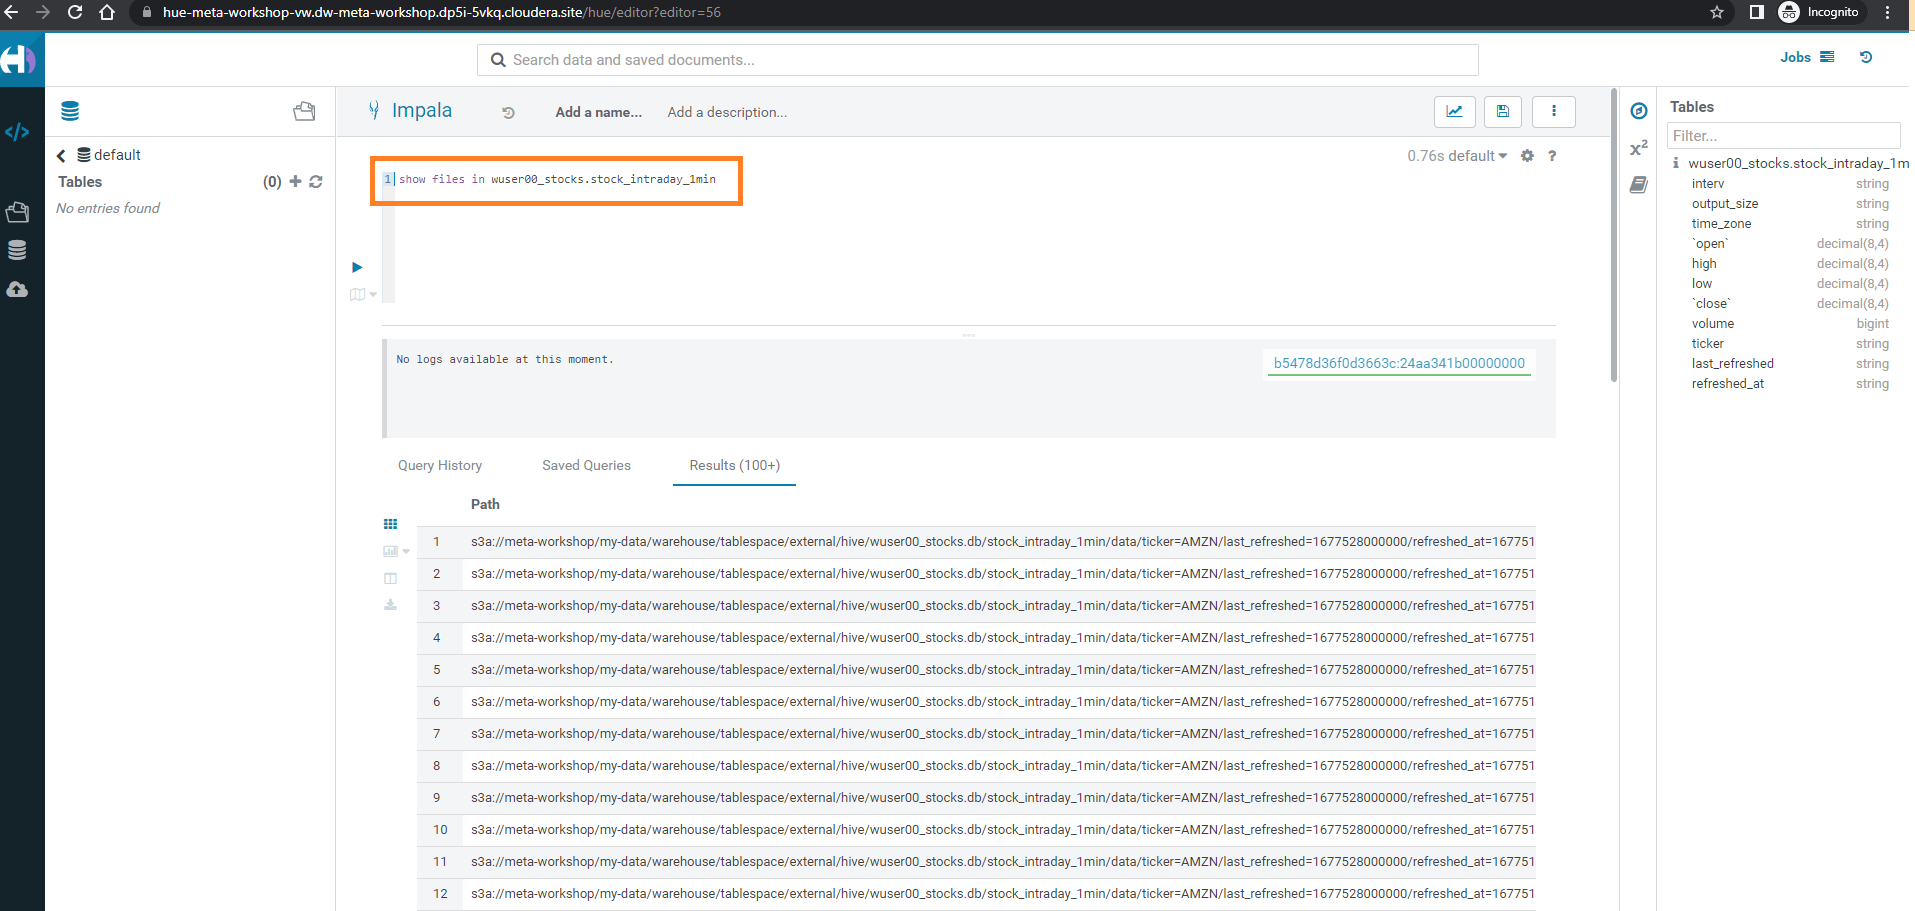 hue-meta-workshop-vw.dw-meta-workshop.dp5i-5vkq.cloudera.site/hue/editor?editor=56
Incognito
Search data and saved documents...
Jobs
Impala
Add a name...
Add a description...
default
Tables
(0)
No entries found
0.76s default
?
1
show files in wuser00_stocks.stock_intraday_1min
No logs available at this moment.
b5478d36f0d3663c:24aa341b00000000
Query History
Saved Queries
Results (100+)
Path
1 s3a://meta-workshop/my-data/warehouse/tablespace/external/hive/wuser00_stocks.db/stock_intraday_1min/data/ticker=AMZN/last_refreshed=1677528000000/refreshed_at=167751
2 s3a://meta-workshop/my-data/warehouse/tablespace/external/hive/wuser00_stocks.db/stock_intraday_1min/data/ticker=AMZN/last_refreshed=1677528000000/refreshed_at=167751
3 s3a://meta-workshop/my-data/warehouse/tablespace/external/hive/wuser00_stocks.db/stock_intraday_1min/data/ticker=AMZN/last_refreshed=1677528000000/refreshed_at=167751
4 s3a://meta-workshop/my-data/warehouse/tablespace/external/hive/wuser00_stocks.db/stock_intraday_1min/data/ticker=AMZN/last_refreshed=1677528000000/refreshed_at=167751
5 s3a://meta-workshop/my-data/warehouse/tablespace/external/hive/wuser00_stocks.db/stock_intraday_1min/data/ticker=AMZN/last_refreshed=1677528000000/refreshed_at=167751
6 s3a://meta-workshop/my-data/warehouse/tablespace/external/hive/wuser00_stocks.db/stock_intraday_1min/data/ticker=AMZN/last_refreshed=1677528000000/refreshed_at=167751
7 s3a://meta-workshop/my-data/warehouse/tablespace/external/hive/wuser00_stocks.db/stock_intraday_1min/data/ticker=AMZN/last_refreshed=1677528000000/refreshed_at=167751
8 s3a://meta-workshop/my-data/warehouse/tablespace/external/hive/wuser00_stocks.db/stock_intraday_1min/data/ticker=AMZN/last_refreshed=1677528000000/refreshed_at=167751
9 s3a://meta-workshop/my-data/warehouse/tablespace/external/hive/wuser00_stocks.db/stock_intraday_1min/data/ticker=AMZN/last_refreshed=1677528000000/refreshed_at=167751
10 s3a://meta-workshop/my-data/warehouse/tablespace/external/hive/wuser00_stocks.db/stock_intraday_1min/data/ticker=AMZN/last_refreshed=1677528000000/refreshed_at=167751
11 s3a://meta-workshop/my-data/warehouse/tablespace/external/hive/wuser00_stocks.db/stock_intraday_1min/data/ticker=AMZN/last_refreshed=1677528000000/refreshed_at=167751
12 s3a://meta-workshop/my-data/warehouse/tablespace/external/hive/wuser00_stocks.db/stock_intraday_1min/data/ticker=AMZN/last_refreshed=1677528000000/refreshed_at=167751
x²
Tables
Filter...
wuser00_stocks.stock_intraday_1m
interv string
output_size string
time_zone string
`open` decimal(8,4)
high decimal(8,4)
low decimal(8,4)
`close` decimal(8,4)
volume bigint
ticker string
last_refreshed string
refreshed_at string